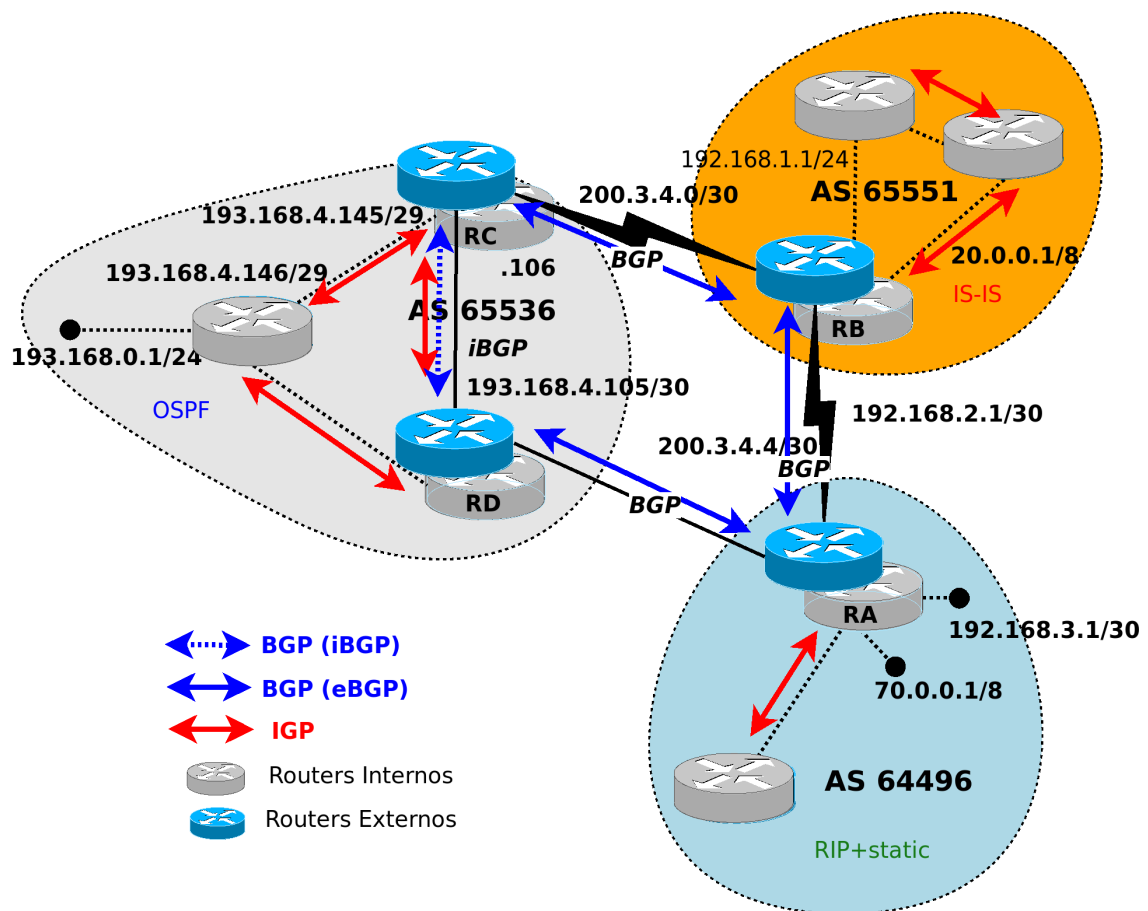 192.168.1.1/24
AS 65551
200.3.4.0/30
193.168.4.145/29
RC
BGP
20.0.0.1/8
.106
193.168.4.146/29
IS-IS
AS 65536
RB
iBGP
193.168.0.1/24
193.168.4.105/30
OSPF
192.168.2.1/30
200.3.4.4/30
BGP
RD
BGP
RA
192.168.3.1/30
BGP (iBGP)
BGP (eBGP)
70.0.0.1/8
IGP
Routers Internos
AS 64496
Routers Externos
RIP+static